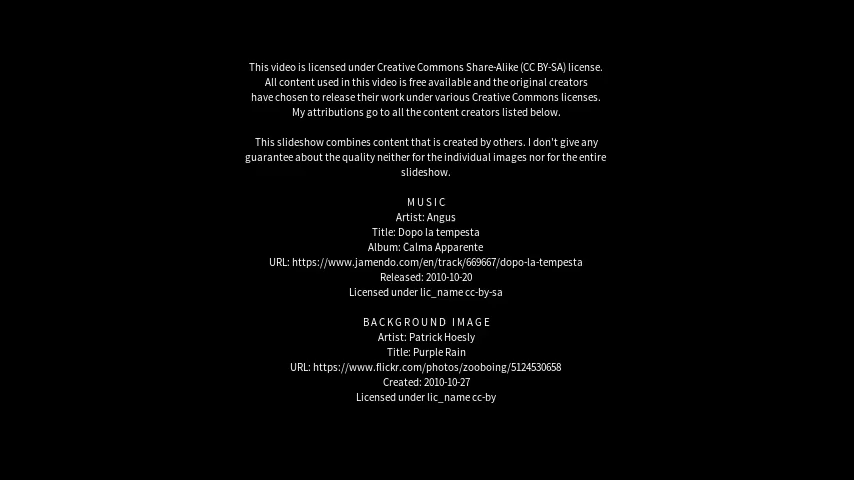 This video is licensed under Creative Commons Share-Alike (CC BY-SA) license.
All content used in this video is free available and the original creators
have chosen to release their work under various Creative Commons licenses.
My attributions go to all the content creators listed below.
This slideshow combines content that is created by others. I don't give any
guarantee about the quality neither for the individual images nor for the entire
slideshow.
MUSIC
Artist: Angus
Title: Dopo la tempesta
Album: Calma Apparente
URL: https://www.jamendo.com/en/track/669667/dopo-la-tempesta
Released: 2010-10-20
Licensed under lic_name cc-by-sa
BACKGROUND IMAGE
Artist: Patrick Hoesly
Title: Purple Rain
URL: https://www.flickr.com/photos/zooboing/5124530658
Created: 2010-10-27
Licensed under lic_name cc-by